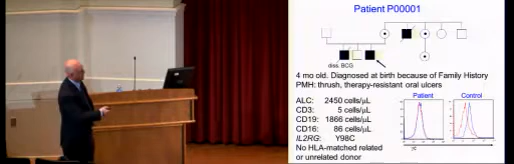 Patient P00001
diss. BCG
4 mo old. Diagnosed at birth because of Family History
PMH: thrush, therapy-resistant oral ulcers
ALC: 2450 cells/µL
CD3: 5 cells/µL
CD19: 1866 cells/µL
CD16: 86 cells/µL
IL2RG: Y98C
No HLA-matched related
or unrelated donor
Patient
Control